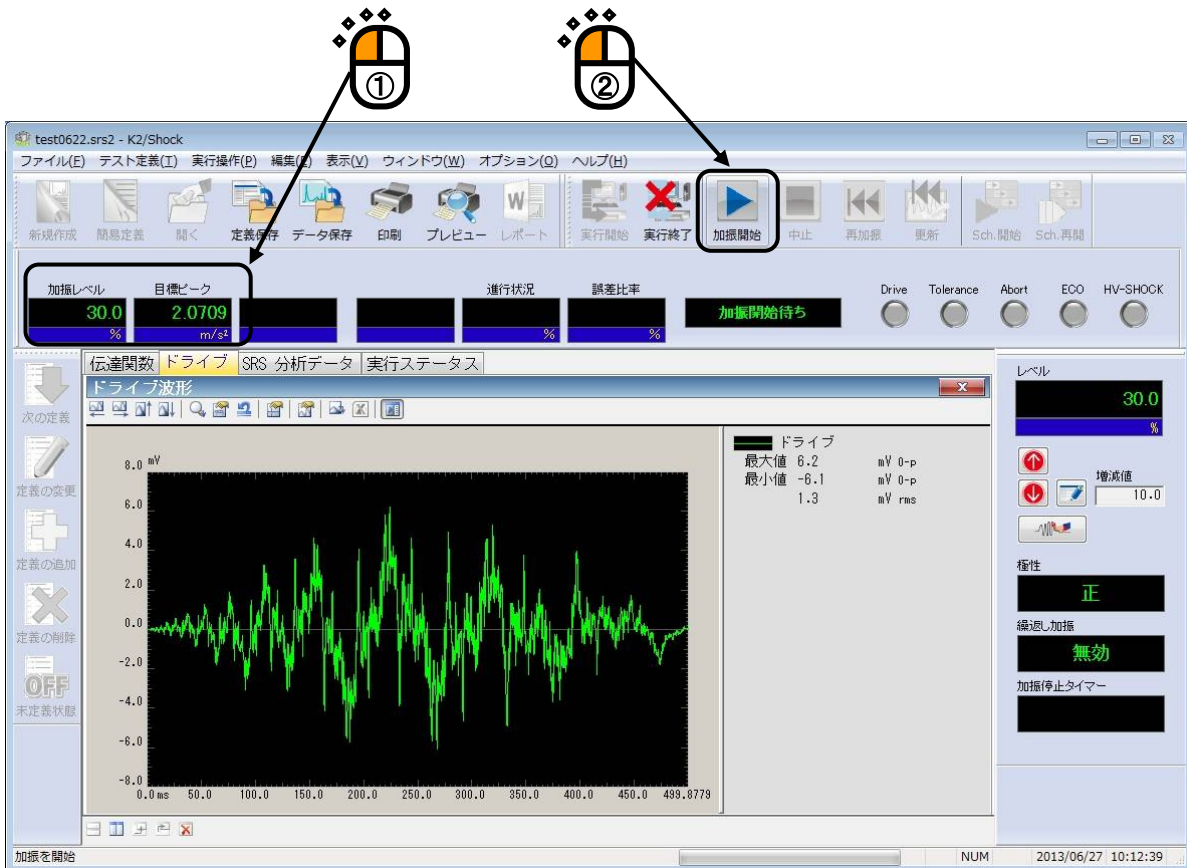 ①
②
test0622.srs2 - K2/Shock
ファイル(F) テスト定義(T) 実行操作(P) 編集(E) 表示(V) ウィンドウ(W) オプション(O) ヘルプ(H)
新規作成 簡易定義 開く 定義保存 データ保存 印刷 プレビュー レポート 実行開始 実行終了 加振開始 中止 再加振 更新 Sch.開始 Sch.再開
加振レベル 目標ピーク 進行状況 誤差比率 Drive Tolerance Abort ECO HV-SHOCK
30.0 2.0709 加振開始待ち
% m/s² % %
伝達関数 ドライブ SRS 分析データ 実行ステータス
ドライブ波形
次の定義
定義の変更
定義の追加
定義の削除
OFF
未定義状態
ドライブ
最大値 6.2 mV 0-p
最小値 -6.1 mV 0-p
1.3 mV rms
8.0 mV
6.0
4.0
2.0
0.0
-2.0
-4.0
-6.0
-8.0
0.0 ms 50.0 100.0 150.0 200.0 250.0 300.0 350.0 400.0 450.0 499.8779
レベル
30.0
%
増減値
10.0
極性
正
繰返し加振
無効
加振停止タイマー
加振を開始 NUM 2013/06/27 10:12:39